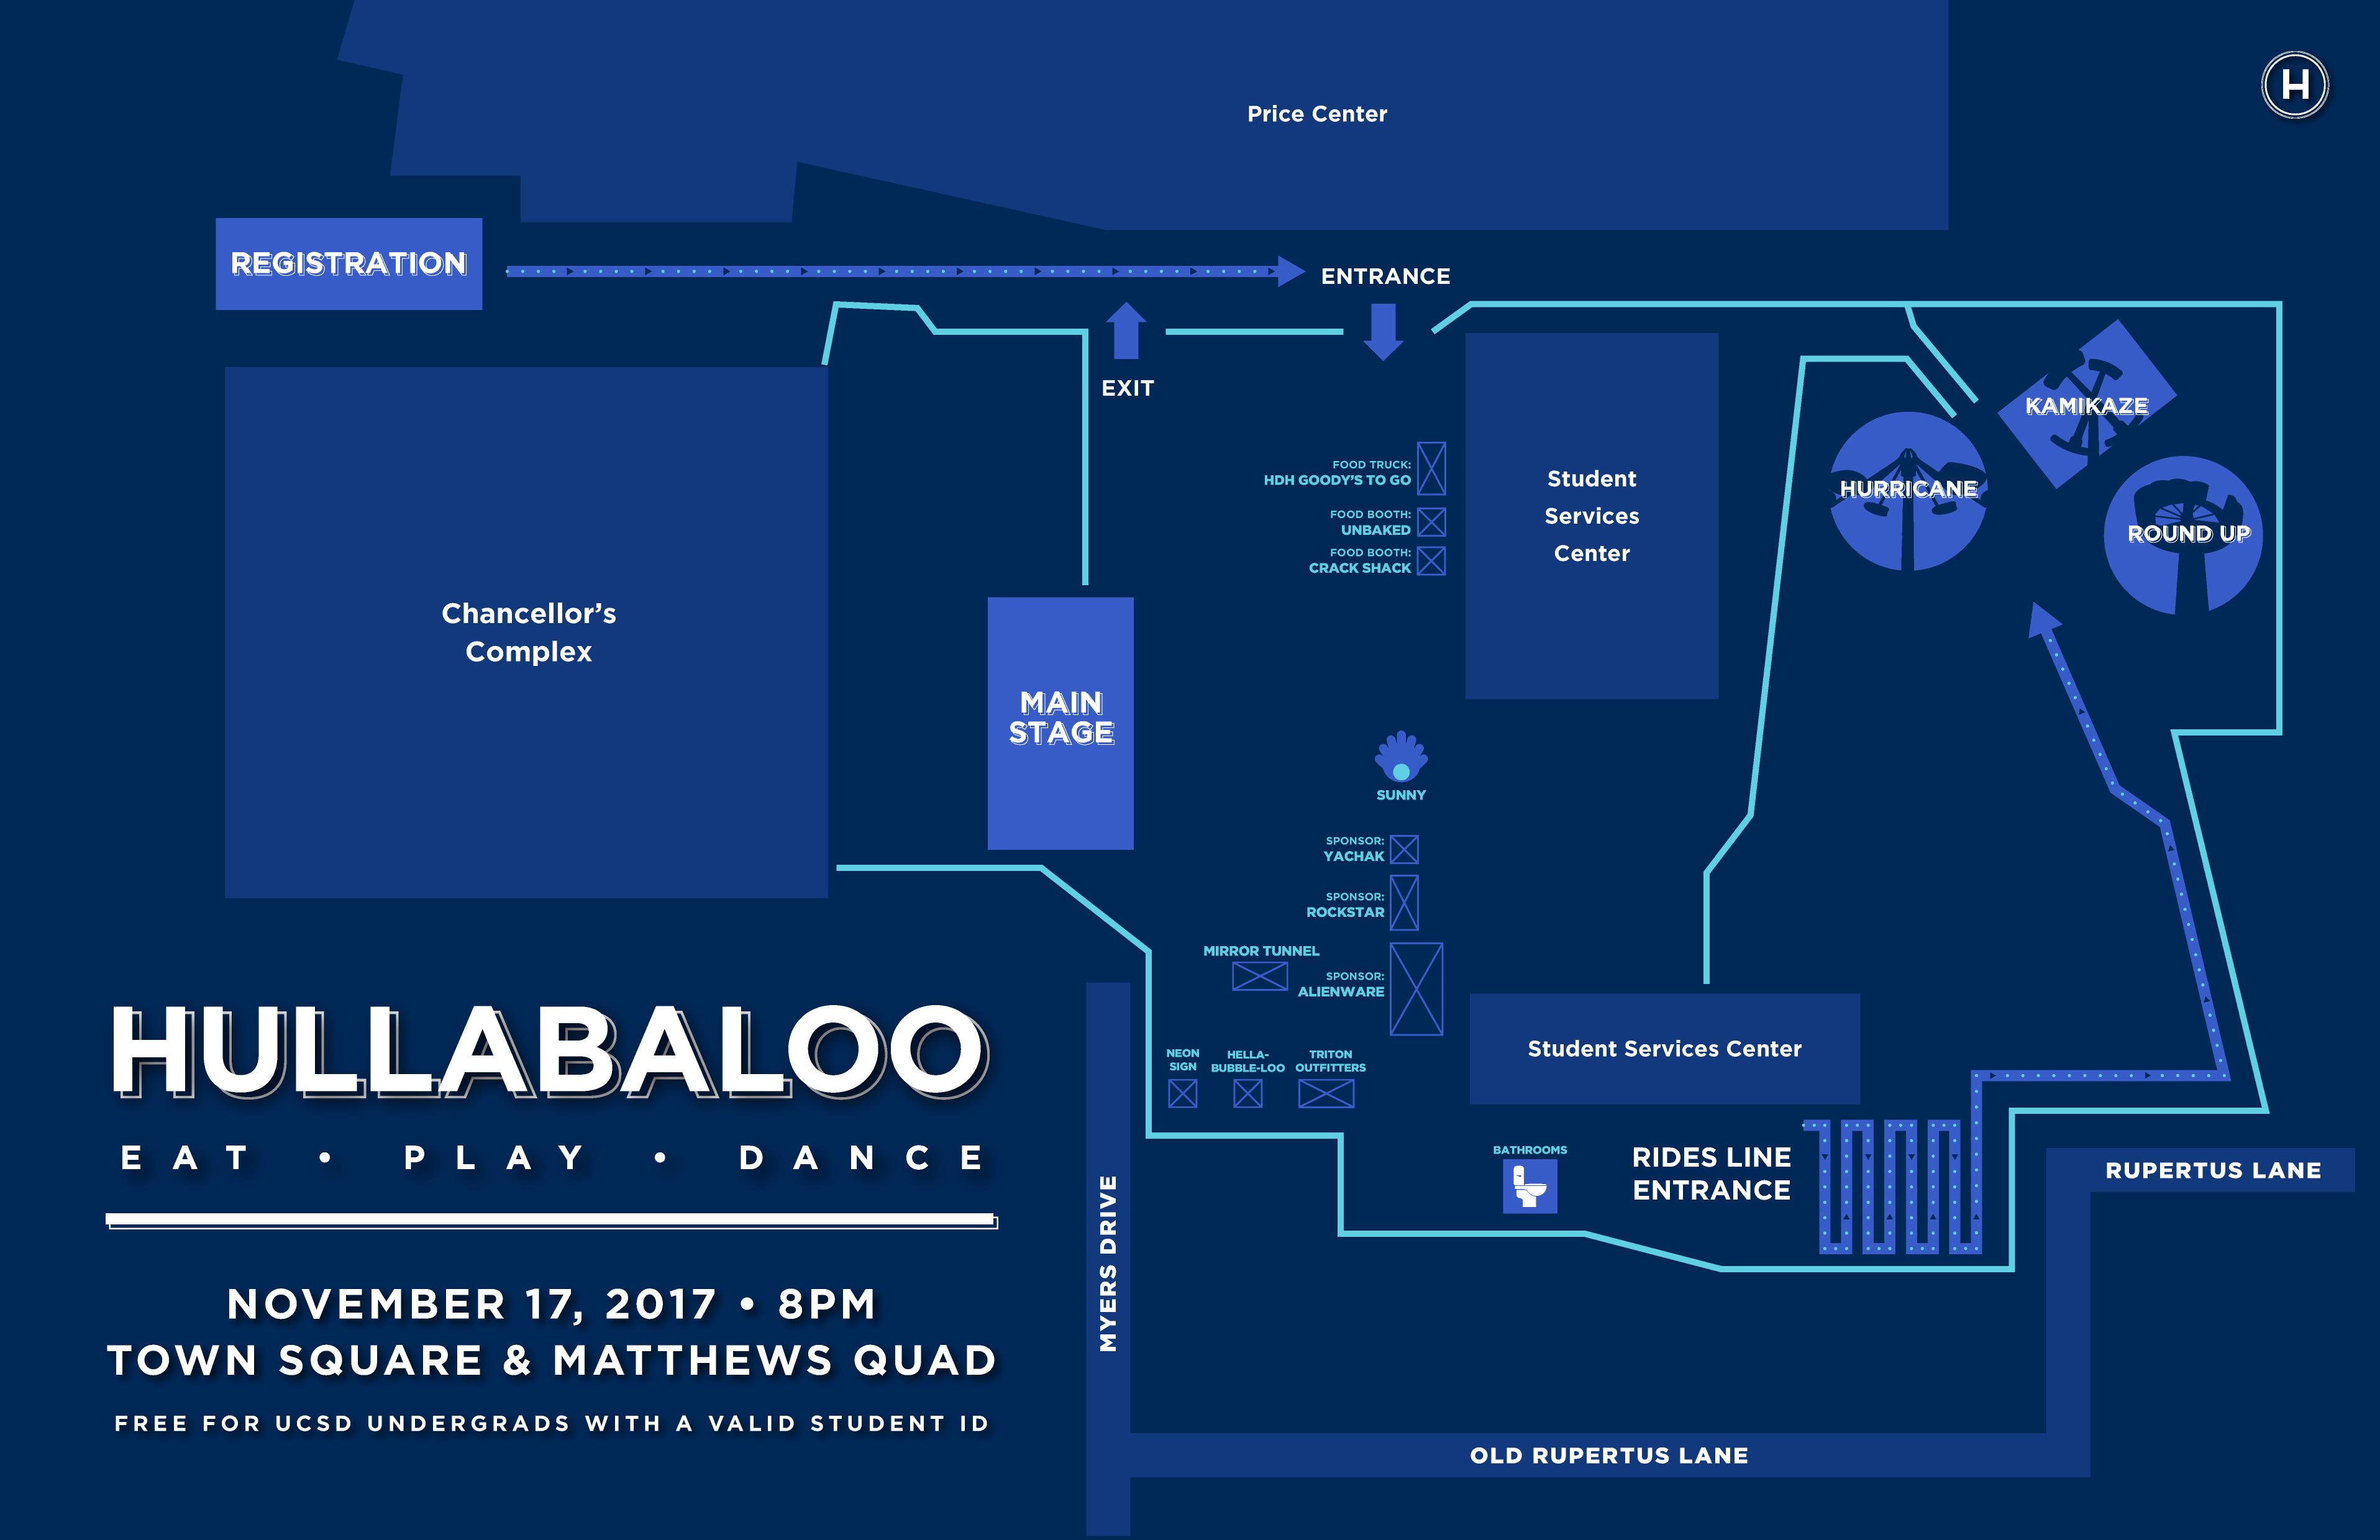 Price Center
H
REGISTRATION
ENTRANCE
EXIT
KAMIKAZE
HURRICANE
ROUND UP
FOOD TRUCK:
HDH GOODY'S TO GO
FOOD BOOTH:
UNBAKED
FOOD BOOTH:
CRACK SHACK
Student
Services
Center
Chancellor's
Complex
MAIN
STAGE
SUNNY
SPONSOR:
YACHAK
SPONSOR:
ROCKSTAR
MIRROR TUNNEL
SPONSOR:
ALIENWARE
NEON
SIGN
HELLA-
BUBBLE-LOO
TRITON
OUTFITTERS
Student Services Center
BATHROOMS
RIDES LINE
ENTRANCE
RUPERTUS LANE
MYERS DRIVE
OLD RUPERTUS LANE
HULLABALOO
EAT • PLAY • DANCE
NOVEMBER 17, 2017 • 8PM
TOWN SQUARE & MATTHEWS QUAD
FREE FOR UCSD UNDERGRADS WITH A VALID STUDENT ID